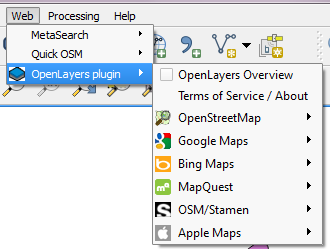 Web Processing Help
MetaSearch
Quick OSM
OpenLayers plugin
OpenLayers Overview
Terms of Service / About
OpenStreetMap
Google Maps
Bing Maps
MapQuest
OSM/Stamen
Apple Maps